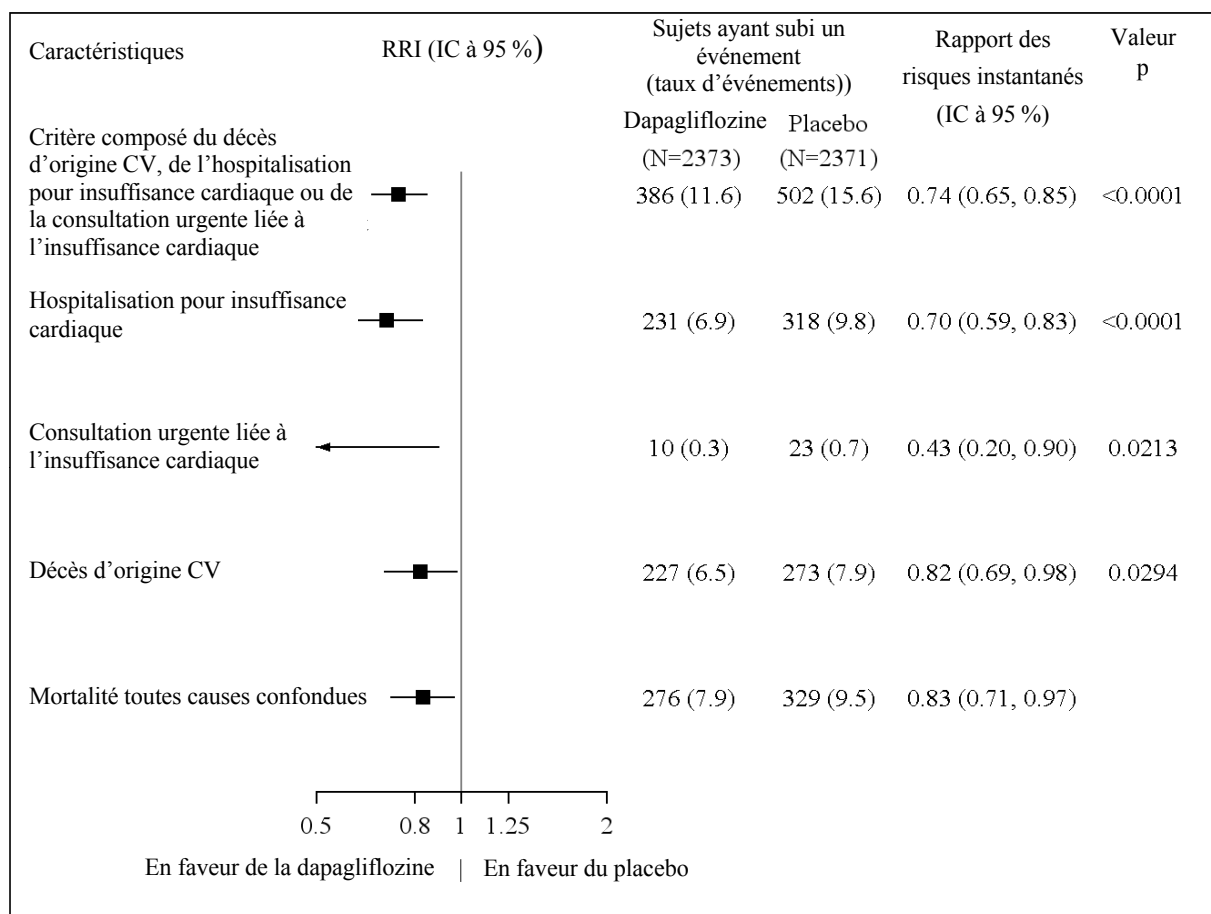 Caractéristiques
RRI (IC à 95 %)
Sujets ayant subi un
événement
(taux d'événements))
Rapport des
risques instantanés
(IC à 95 %)
Valeur
p
Dapagliflozine
(N=2373)
Placebo
(N=2371)
Critère composé du décès
d'origine CV, de l'hospitalisation
pour insuffisance cardiaque ou de
la consultation urgente liée à
l'insuffisance cardiaque
386 (11.6) 502 (15.6) 0.74 (0.65, 0.85) <0.0001
Hospitalisation pour insuffisance
cardiaque
231 (6.9) 318 (9.8) 0.70 (0.59, 0.83) <0.0001
Consultation urgente liée à
l'insuffisance cardiaque
10 (0.3) 23 (0.7) 0.43 (0.20, 0.90) 0.0213
Décès d'origine CV 227 (6.5) 273 (7.9) 0.82 (0.69, 0.98) 0.0294
Mortalité toutes causes confondues 276 (7.9) 329 (9.5) 0.83 (0.71, 0.97)
0.5 0.8 1 1.25 2
En faveur de la dapagliflozine | En faveur du placebo